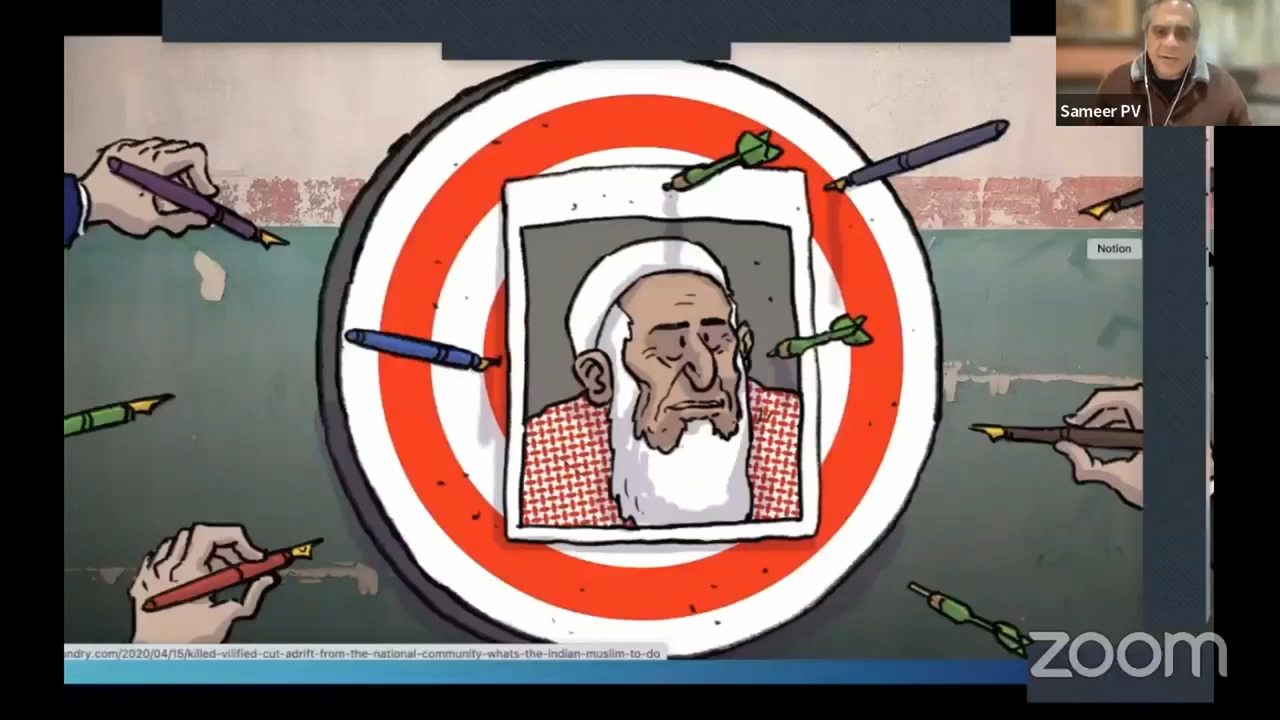 Sameer PV
Notion
undry.com/2020/04/15/killed-vilified-cut-adrift-from-the-national-community-whats-the-indian-muslim-to-do
zoom